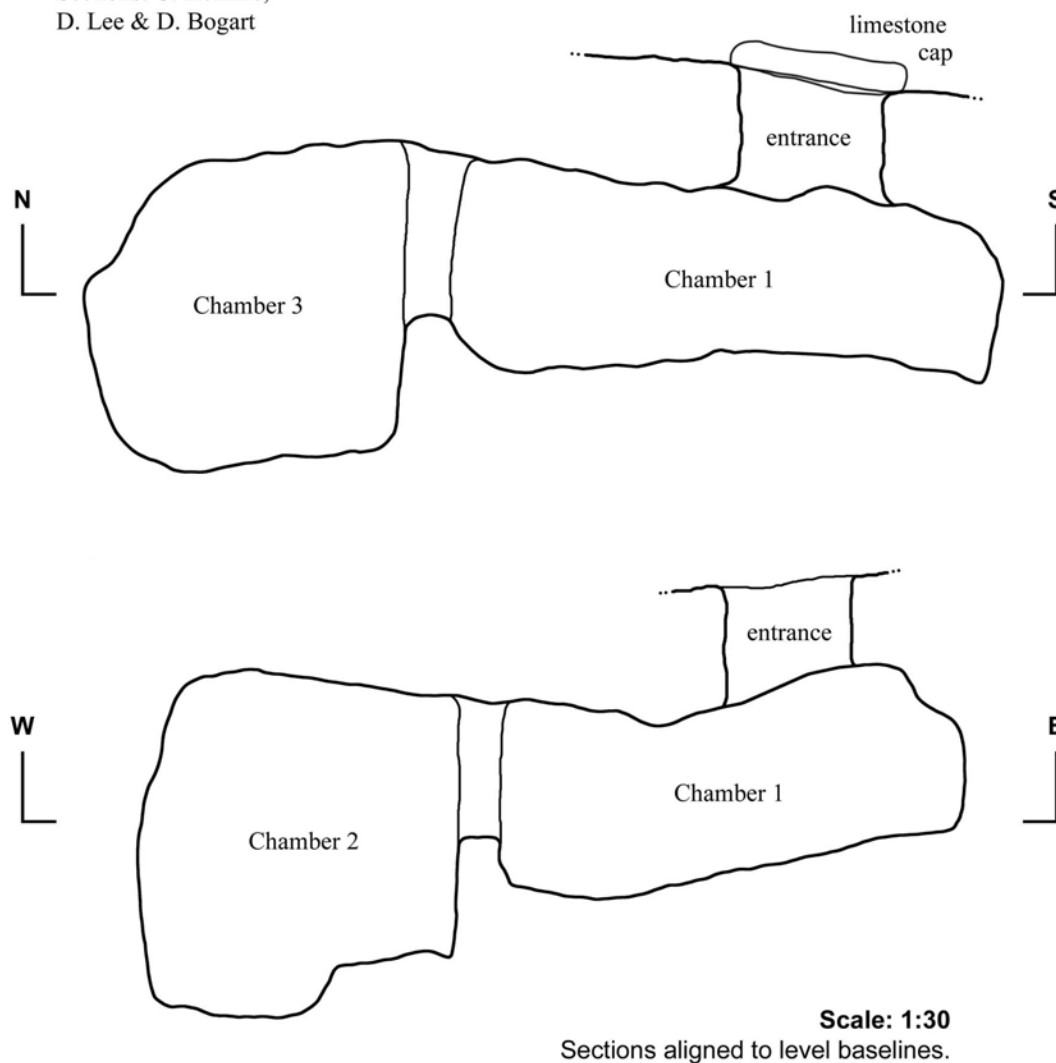 D. Lee & D. Bogart
limestone
cap
entrance
N
S
Chamber 3
Chamber 1
entrance
W
E
Chamber 2
Chamber 1
Scale: 1:30
Sections aligned to level baselines.